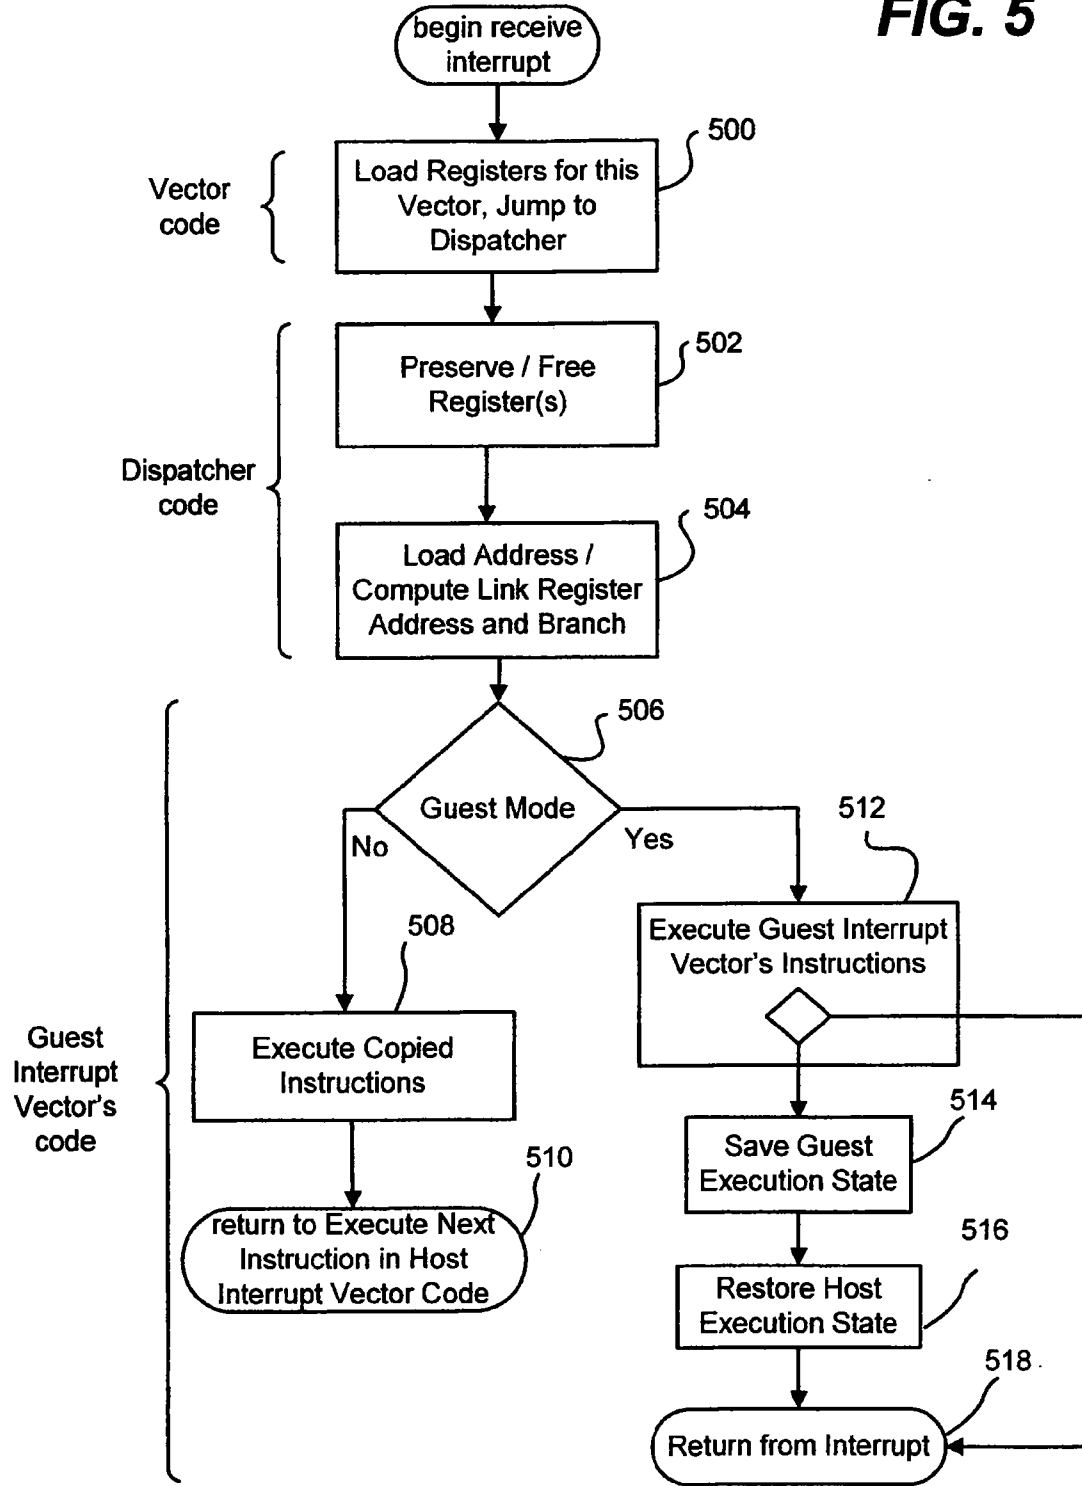 FIG. 5
begin receive
interrupt
500
Load Registers for this
Vector, Jump to
Dispatcher
Vector
code
502
Preserve / Free
Register(s)
Dispatcher
code
504
Load Address /
Compute Link Register
Address and Branch
506
Guest Mode
No
Yes
512
Execute Guest Interrupt
Vector's Instructions
508
Execute Copied
Instructions
Guest
Interrupt
Vector's
code
514
Save Guest
Execution State
510
return to Execute Next
Instruction in Host
Interrupt Vector Code
516
Restore Host
Execution State
518
Return from Interrupt